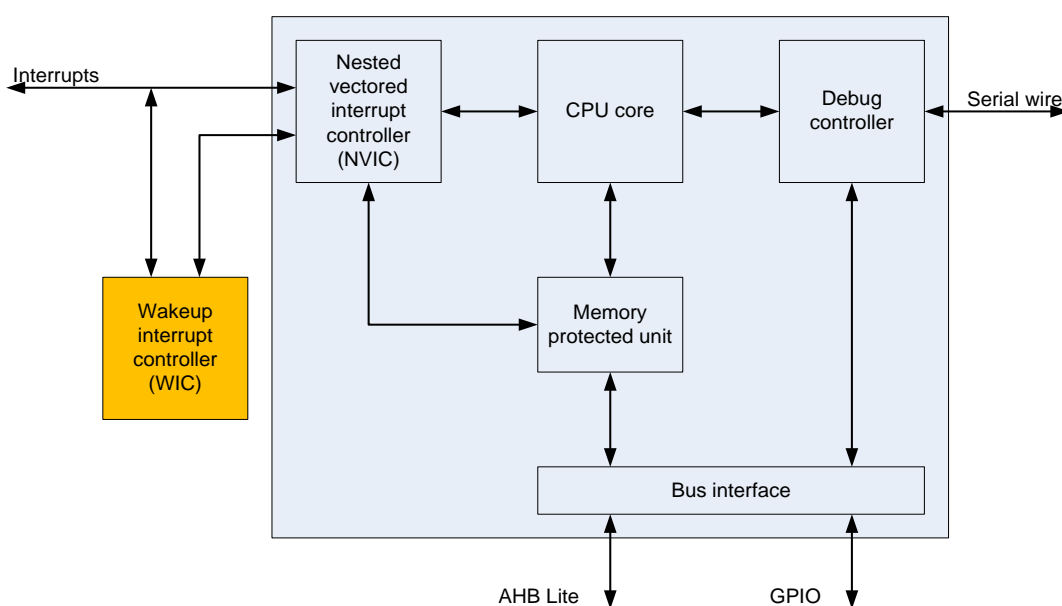 Interrupts
Nested
vectored
interrupt
controller
(NVIC)
CPU core
Debug
controller
Serial wire
Wakeup
interrupt
controller
(WIC)
Memory
protected unit
Bus interface
AHB Lite
GPIO